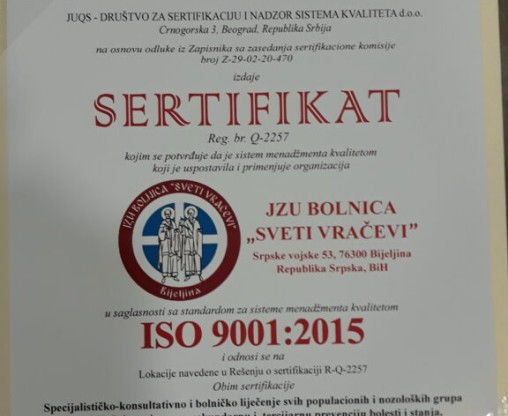 JUQS - DRUŠTVO ZA SERTIFIKACIJU I NADZOR SISTEMA KVALITETA d.o.o.
Crnogorska 3, Beograd, Republika Srbija
na osnovu odluke iz Zapisnika sa zasedanja sertifikacione komisije
broj Z-29-02-20-470
izdaje
SERTIFIKAT
Reg. br. Q-2257
kojim se potvrđuje da je sistem menadžmenta kvalitetom
koji je uspostavila i primenjuje organizacija
JZU BOLNICA "SVETI VRAČEVI"
Bijeljina
JZU BOLNICA
„SVETI VRAČEVI"
Srpske vojske 53, 76300 Bijeljina
Republika Srpska, BiH
u saglasnosti sa standardom za sisteme menadžmenta kvalitetom
ISO 9001:2015
i odnosi se na
Lokacije navedene u Rešenju o sertifikaciji R-Q-2257
Obim sertifikacije
Specijalističko-konsultativno i bolničko liječenje svih populacionih i nozoloških grupa
i tercijarnu prevenciju bolesti i stanja,